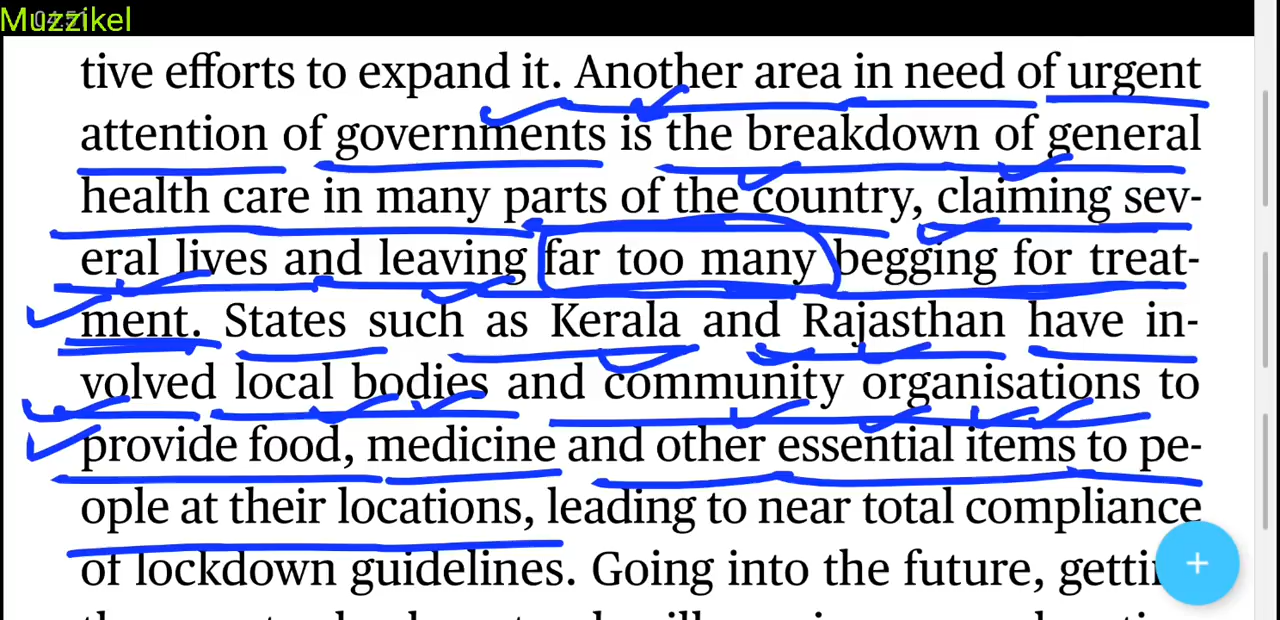 Muzzikel
tive efforts to expand it. Another area in need of urgent
attention of governments is the breakdown of general
health care in many parts of the country, claiming sev-
eral lives and leaving far too many begging for treat-
ment. States such as Kerala and Rajasthan have in-
volved local bodies and community organisations to
provide food, medicine and other essential items to pe-
ople at their locations, leading to near total compliance
of lockdown guidelines. Going into the future,